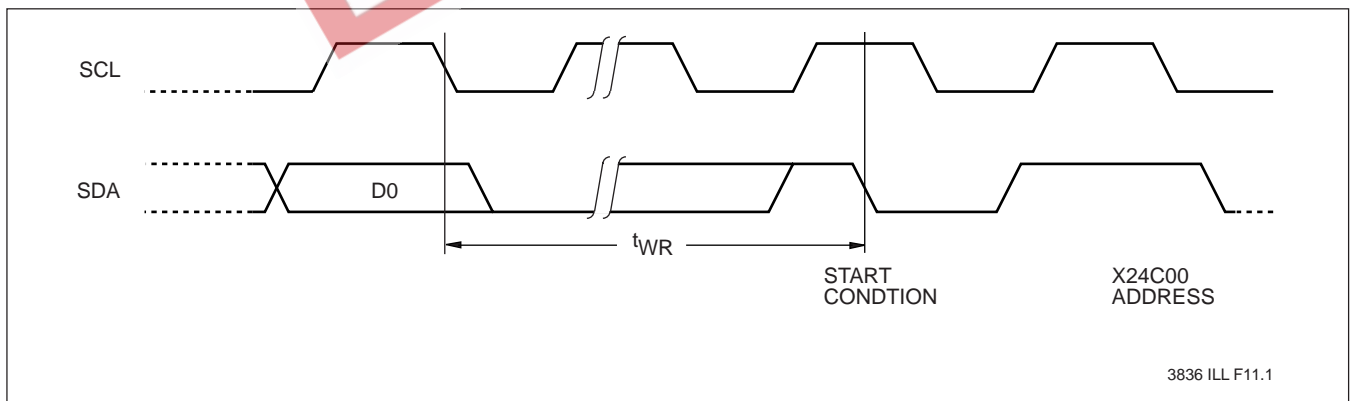 SCL
SDA
D0
tWR
START
CONDTION
X24C00
ADDRESS
3836 ILL F11.1